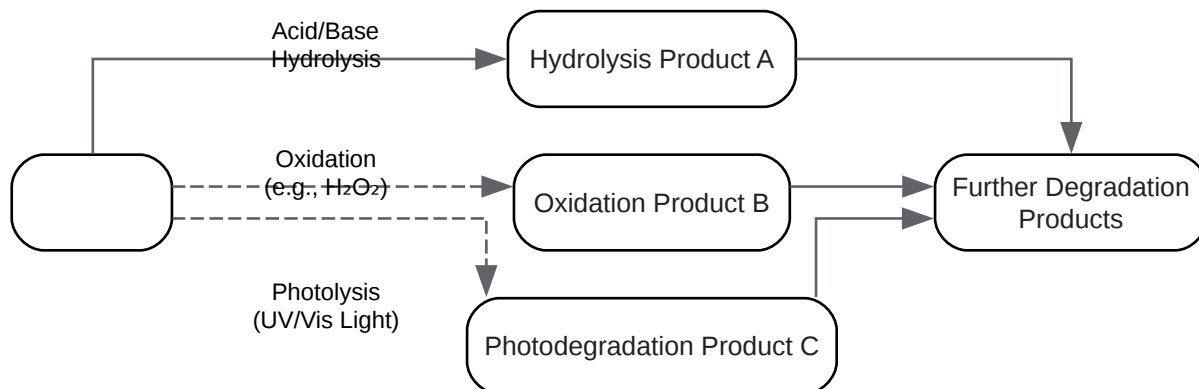 Acid/Base
Hydrolysis
Hydrolysis Product A
Oxidation
(e.g., H₂O₂)
Oxidation Product B
Further Degradation
Products
Photolysis
(UV/Vis Light)
Photodegradation Product C